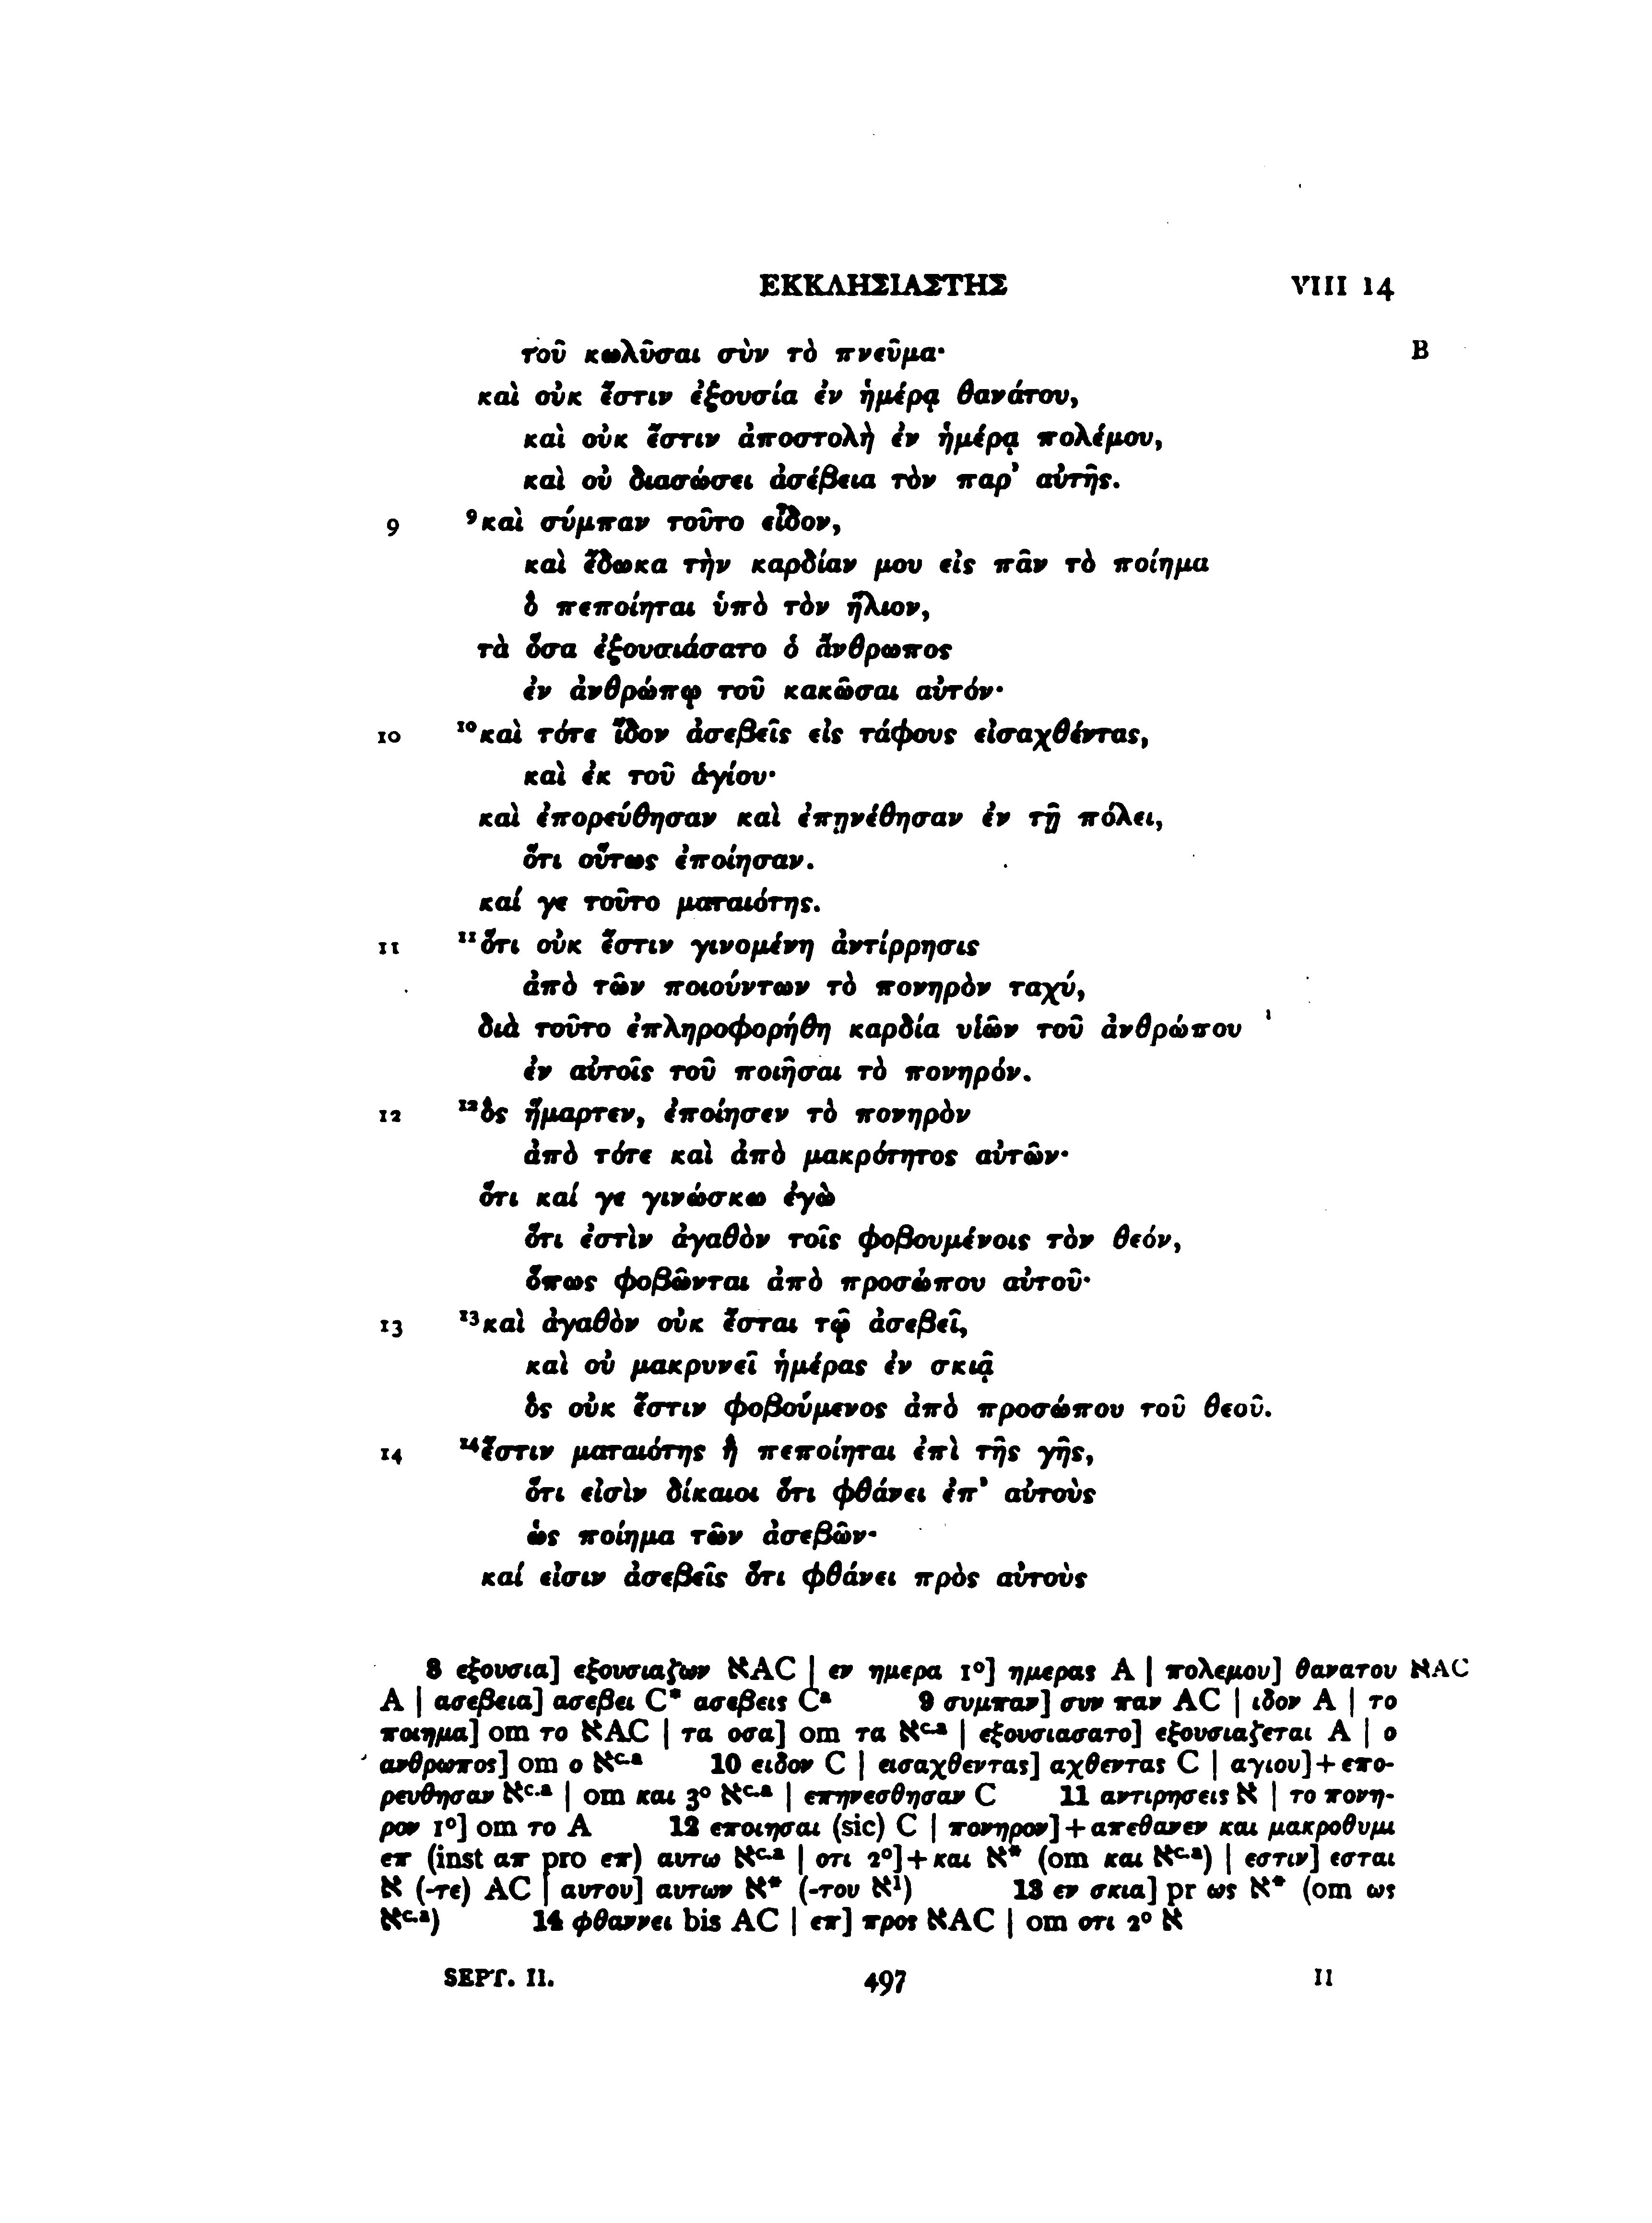 ΕΚΚΛΗΣΙΑΣΤΗΣ VIII 14
τοῦ κωλῦσαι σὺν τὸ πνεῦμα· B
καὶ οὐκ ἔστιν ἐξουσία ἐν ἡμέρᾳ θανάτου,
καὶ οὐκ ἔστιν ἀποστολὴ ἐν ἡμέρᾳ πολέμου,
καὶ οὐ διασώσει ἀσέβεια τὸν παρ’ αὐτῆς.
9 ⁹καὶ σύμπαν τοῦτο εἶδον,
καὶ ἔδωκα τὴν καρδίαν μου εἰς πᾶν τὸ ποίημα
ὃ πεποίηται ὑπὸ τὸν ἥλιον,
τὰ ὅσα ἐξουσιάσατο ὁ ἄνθρωπος
ἐν ἀνθρώπῳ τοῦ κακῶσαι αὐτόν·
10 ¹⁰καὶ τότε ἴδον ἀσεβεῖς εἰς τάφους εἰσαχθέντας,
καὶ ἐκ τοῦ ἁγίου·
καὶ ἐπορεύθησαν καὶ ἐπῃνέθησαν ἐν τῇ πόλει,
ὅτι οὕτως ἐποίησαν.
καί γε τοῦτο ματαιότης.
11 ¹¹ὅτι οὐκ ἔστιν γινομένη ἀντίρρησις
ἀπὸ τῶν ποιούντων τὸ πονηρὸν ταχύ,
διὰ τοῦτο ἐπληροφορήθη καρδία υἱῶν τοῦ ἀνθρώπου
ἐν αὐτοῖς τοῦ ποιῆσαι τὸ πονηρόν.
12 ¹²ὃς ἥμαρτεν, ἐποίησεν τὸ πονηρὸν
ἀπὸ τότε καὶ ἀπὸ μακρότητος αὐτῶν·
ὅτι καί γε γινώσκω ἐγὼ
ὅτι ἐστὶν ἀγαθὸν τοῖς φοβουμένοις τὸν θεόν,
ὅπως φοβῶνται ἀπὸ προσώπου αὐτοῦ·
13 ¹³καὶ ἀγαθὸν οὐκ ἔσται τῷ ἀσεβεῖ,
καὶ οὐ μακρυνεῖ ἡμέρας ἐν σκιᾷ
ὃς οὐκ ἔστιν φοβούμενος ἀπὸ προσώπου τοῦ θεοῦ.
14 ¹⁴ἔστιν ματαιότης ἣ πεποίηται ἐπὶ τῆς γῆς,
ὅτι εἰσὶν δίκαιοι ὅτι φθάνει ἐπ’ αὐτοὺς
ὡς ποίημα τῶν ἀσεβῶν·
καί εἰσιν ἀσεβεῖς ὅτι φθάνει πρὸς αὐτοὺς
8 εξουσια] εξουσιαζων אAC | εν ημερα 1⁰] ημερας A | πολεμου] θανατου אAC
A | ασεβεια] ασεβει C* ασεβεις Cᵃ 9 συμπαν] συν παν AC | ιδον A | το
ποιημα] om το אAC | τα οσα] om τα אᶜ·ᵃ | εξουσιασατο] εξουσιαζεται A | ο
ανθρωπος] om ο אᶜ·ᵃ 10 ειδον C | εισαχθεντας] αχθεντας C | αγιου]+επο-
ρευθησαν אᶜ·ᵃ | om και 3⁰ אᶜ·ᵃ | επηνεσθησαν C 11 αντιρησεις א | το πονη-
ρον 1⁰] om το A 12 εποιησαι (sic) C | πονηρον]+απεθανεν και μακροθυμι
επ (inst απ pro επ) αυτω אᶜ·ᵃ | οτι 2⁰]+και א* (om και אᶜ·ᵃ) | εστιν] εσται
א (-τε) AC | αυτου] αυτων א* (-του א¹) 13 εν σκια] pr ως א* (om ως
אᶜ·ᵃ) 14 φθαννει bis AC | επ] προς אAC | om οτι 2⁰ א
SEPT. II. 497 II